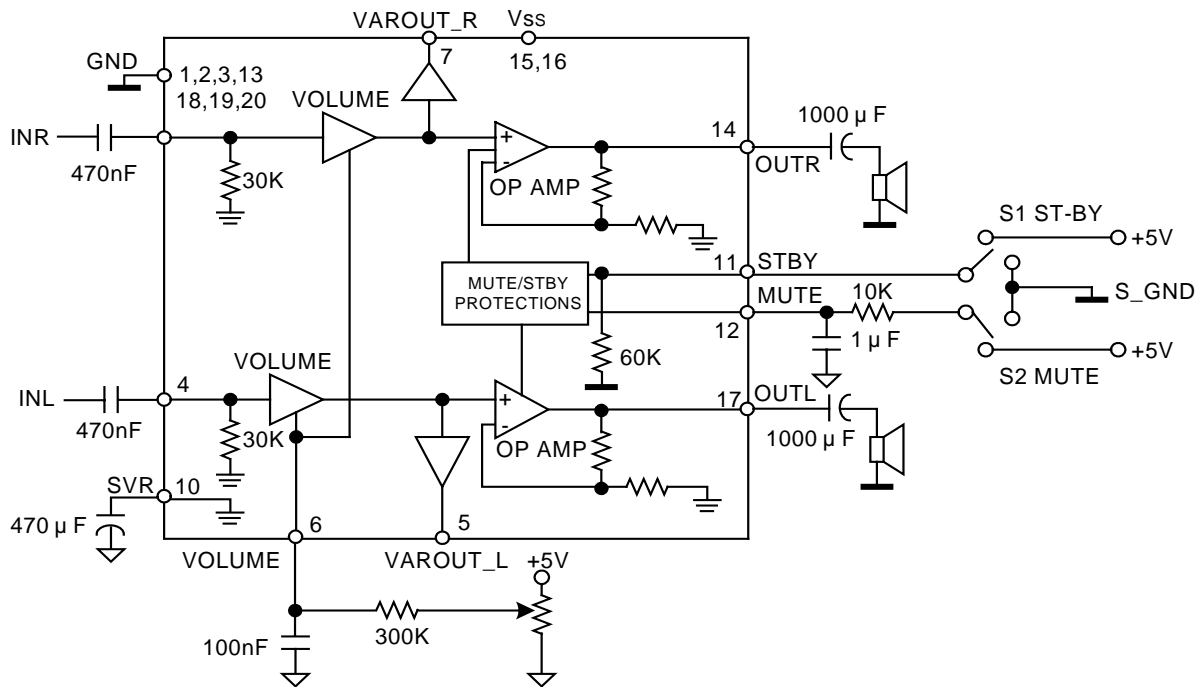 VAROUT_R
Vss
GND
7
15,16
1,2,3,13
18,19,20
VOLUME
1000 µ F
INR
14
470nF
30K
OP AMP
OUTR
S1 ST-BY
+5V
11
STBY
MUTE/STBY
PROTECTIONS
MUTE
10K
S_GND
12
1 µ F
VOLUME
60K
+5V
S2 MUTE
INL
4
17
OUTL
470nF
30K
OP AMP
1000 µ F
SVR
10
470 µ F
6
5
VOLUME
VAROUT_L
+5V
300K
100nF